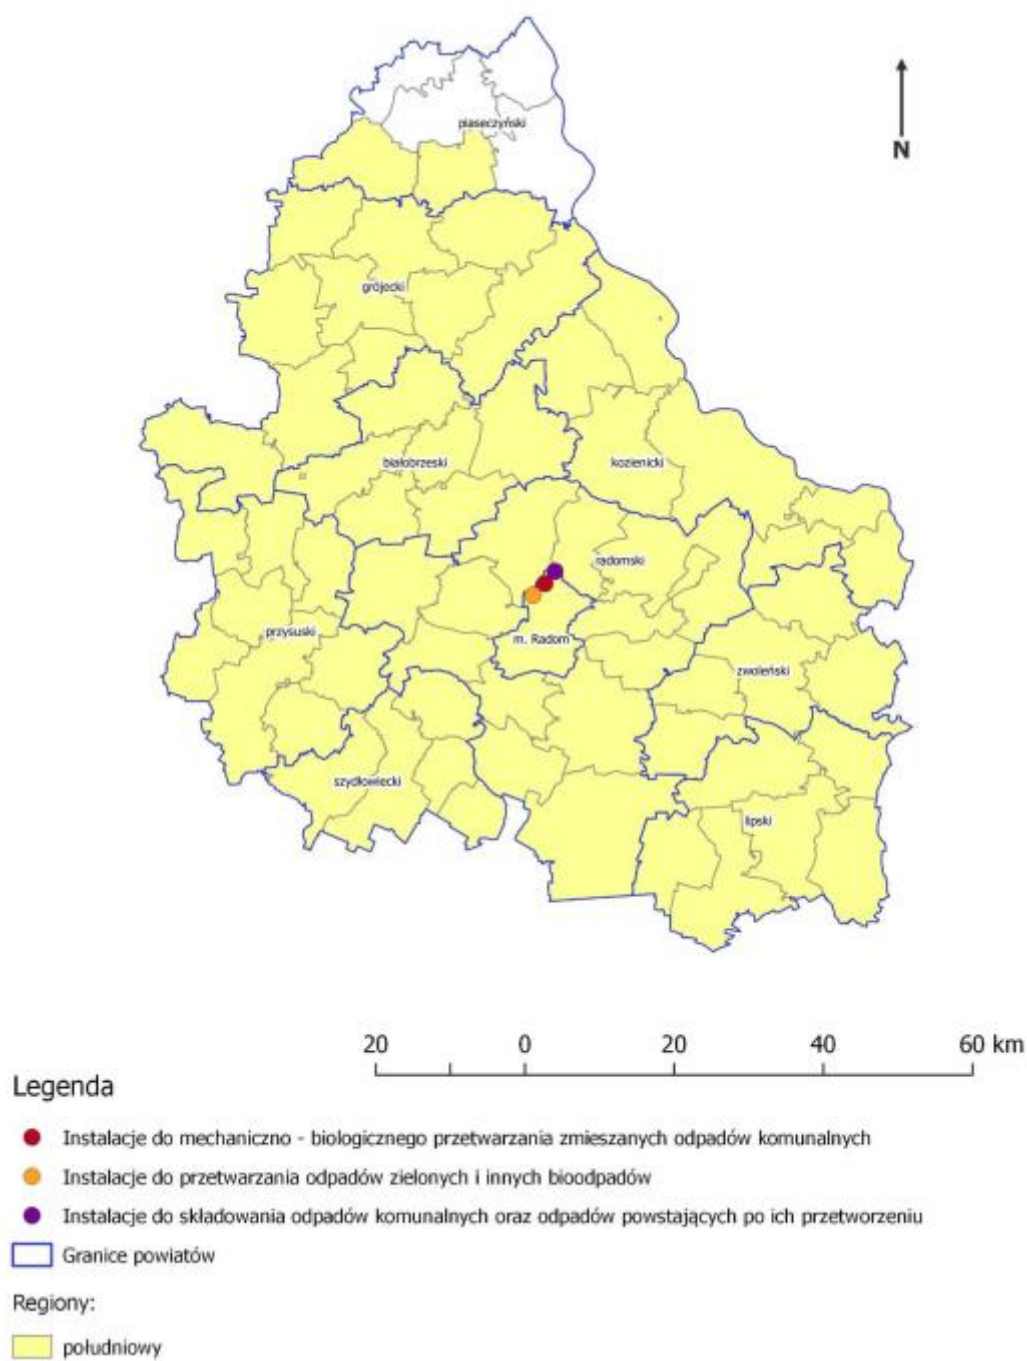 piaseczyński
N
grójecki
białobrzeski
kozienicki
radomski
przysuski
m. Radom
zwoleński
szydłowiecki
lipski
20 0 20 40 60 km
Legenda
Instalacje do mechaniczno - biologicznego przetwarzania zmieszanych odpadów komunalnych
Instalacje do przetwarzania odpadów zielonych i innych bioodpadów
Instalacje do składowania odpadów komunalnych oraz odpadów powstających po ich przetworzeniu
Granice powiatów
Regiony:
południowy